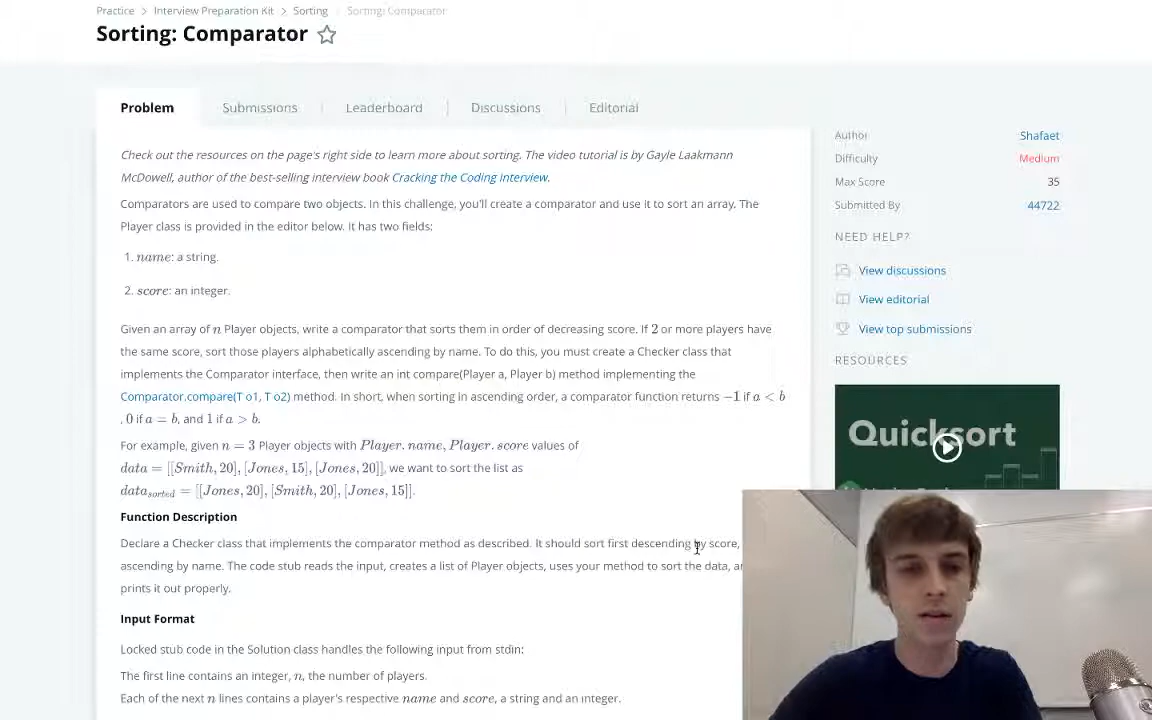 Practice > Interview Preparation Kit > Sorting > Sorting: Comparator
Sorting: Comparator
Problem
Submissions
Leaderboard
Discussions
Editorial
Check out the resources on the page's right side to learn more about sorting. The video tutorial is by Gayle Laakmann
McDowell, author of the best-selling interview book Cracking the Coding Interview.
Comparators are used to compare two objects. In this challenge, you'll create a comparator and use it to sort an array. The
Player class is provided in the editor below. It has two fields:
1. name: a string.
2. score: an integer.
Given an array of n Player objects, write a comparator that sorts them in order of decreasing score. If 2 or more players have
the same score, sort those players alphabetically ascending by name. To do this, you must create a Checker class that
implements the Comparator interface, then write an int compare(Player a, Player b) method implementing the
Comparator.compare(T o1, T o2) method. In short, when sorting in ascending order, a comparator function returns −1 if a < b
, 0 if a = b, and 1 if a > b.
For example, given n = 3 Player objects with Player.name, Player.score values of
data = [[Smith, 20], [Jones, 15], [Jones, 20]], we want to sort the list as
data_sorted = [[Jones, 20], [Smith, 20], [Jones, 15]].
Function Description
Declare a Checker class that implements the comparator method as described. It should sort first descending by score,
ascending by name. The code stub reads the input, creates a list of Player objects, uses your method to sort the data,
prints it out properly.
Input Format
Locked stub code in the Solution class handles the following input from stdin:
The first line contains an integer, n, the number of players.
Each of the next n lines contains a player's respective name and score, a string and an integer.
Author Shafaet
Difficulty Medium
Max Score 35
Submitted By 44722
NEED HELP?
View discussions
View editorial
View top submissions
RESOURCES
Quicksort